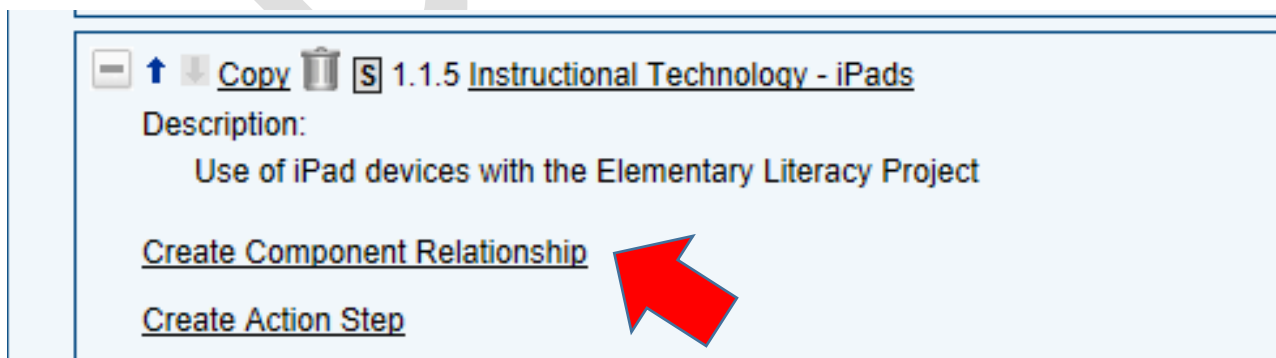 Copy S 1.1.5 Instructional Technology - iPads
Description:
Use of iPad devices with the Elementary Literacy Project
Create Component Relationship
Create Action Step